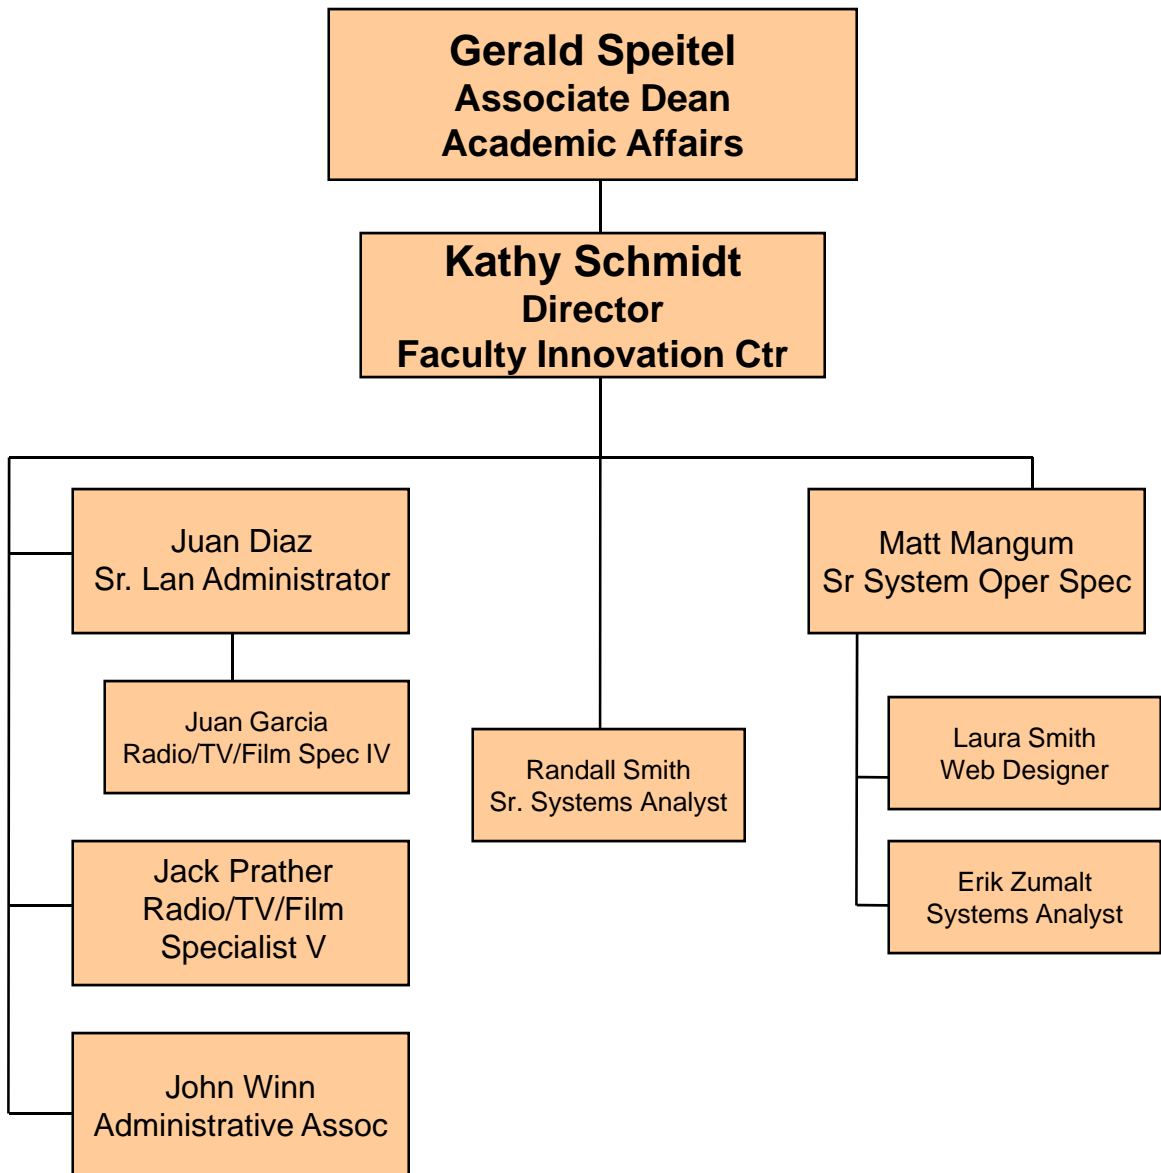 Gerald Speitel
Associate Dean
Academic Affairs
Kathy Schmidt
Director
Faculty Innovation Ctr
Juan Diaz
Sr. Lan Administrator
Juan Garcia
Radio/TV/Film Spec IV
Jack Prather
Radio/TV/Film
Specialist V
John Winn
Administrative Assoc
Randall Smith
Sr. Systems Analyst
Matt Mangum
Sr System Oper Spec
Laura Smith
Web Designer
Erik Zumalt
Systems Analyst